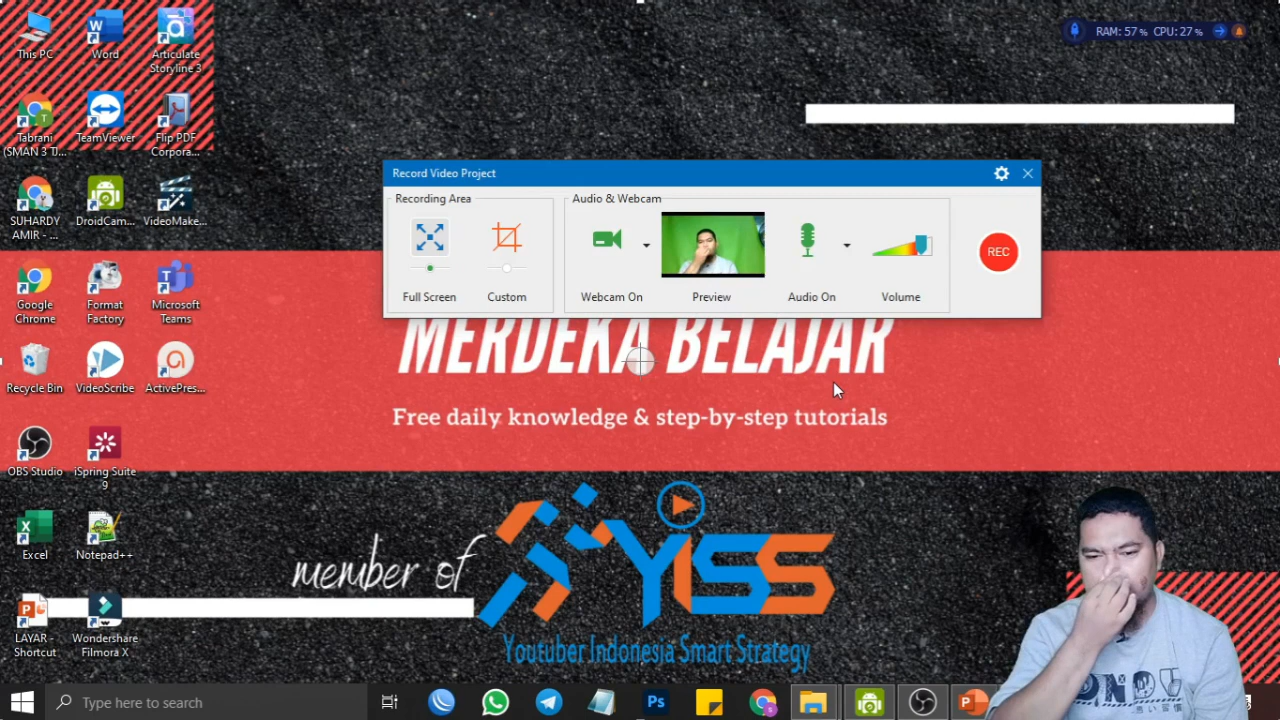 This PC
Word
Articulate
Storyline 3
RAM: 57 % CPU: 27 %
Tabrani
(SMAN 3 TJ...
TeamViewer
Flip PDF
Corpora...
Record Video Project
Recording Area
Audio & Webcam
REC
Full Screen
Custom
Webcam On
Preview
Audio On
Volume
SUHARDY
AMIR - ...
DroidCam...
VideoMake...
Google
Chrome
Format
Factory
Microsoft
Teams
MERDEKA BELAJAR
Recycle Bin
VideoScribe
ActivePres...
Free daily knowledge & step-by-step tutorials
OBS Studio
iSpring Suite
9
Excel
Notepad++
member of
YISS
Youtuber Indonesia Smart Strategy
LAYAR -
Shortcut
Wondershare
Filmora X
Type here to search